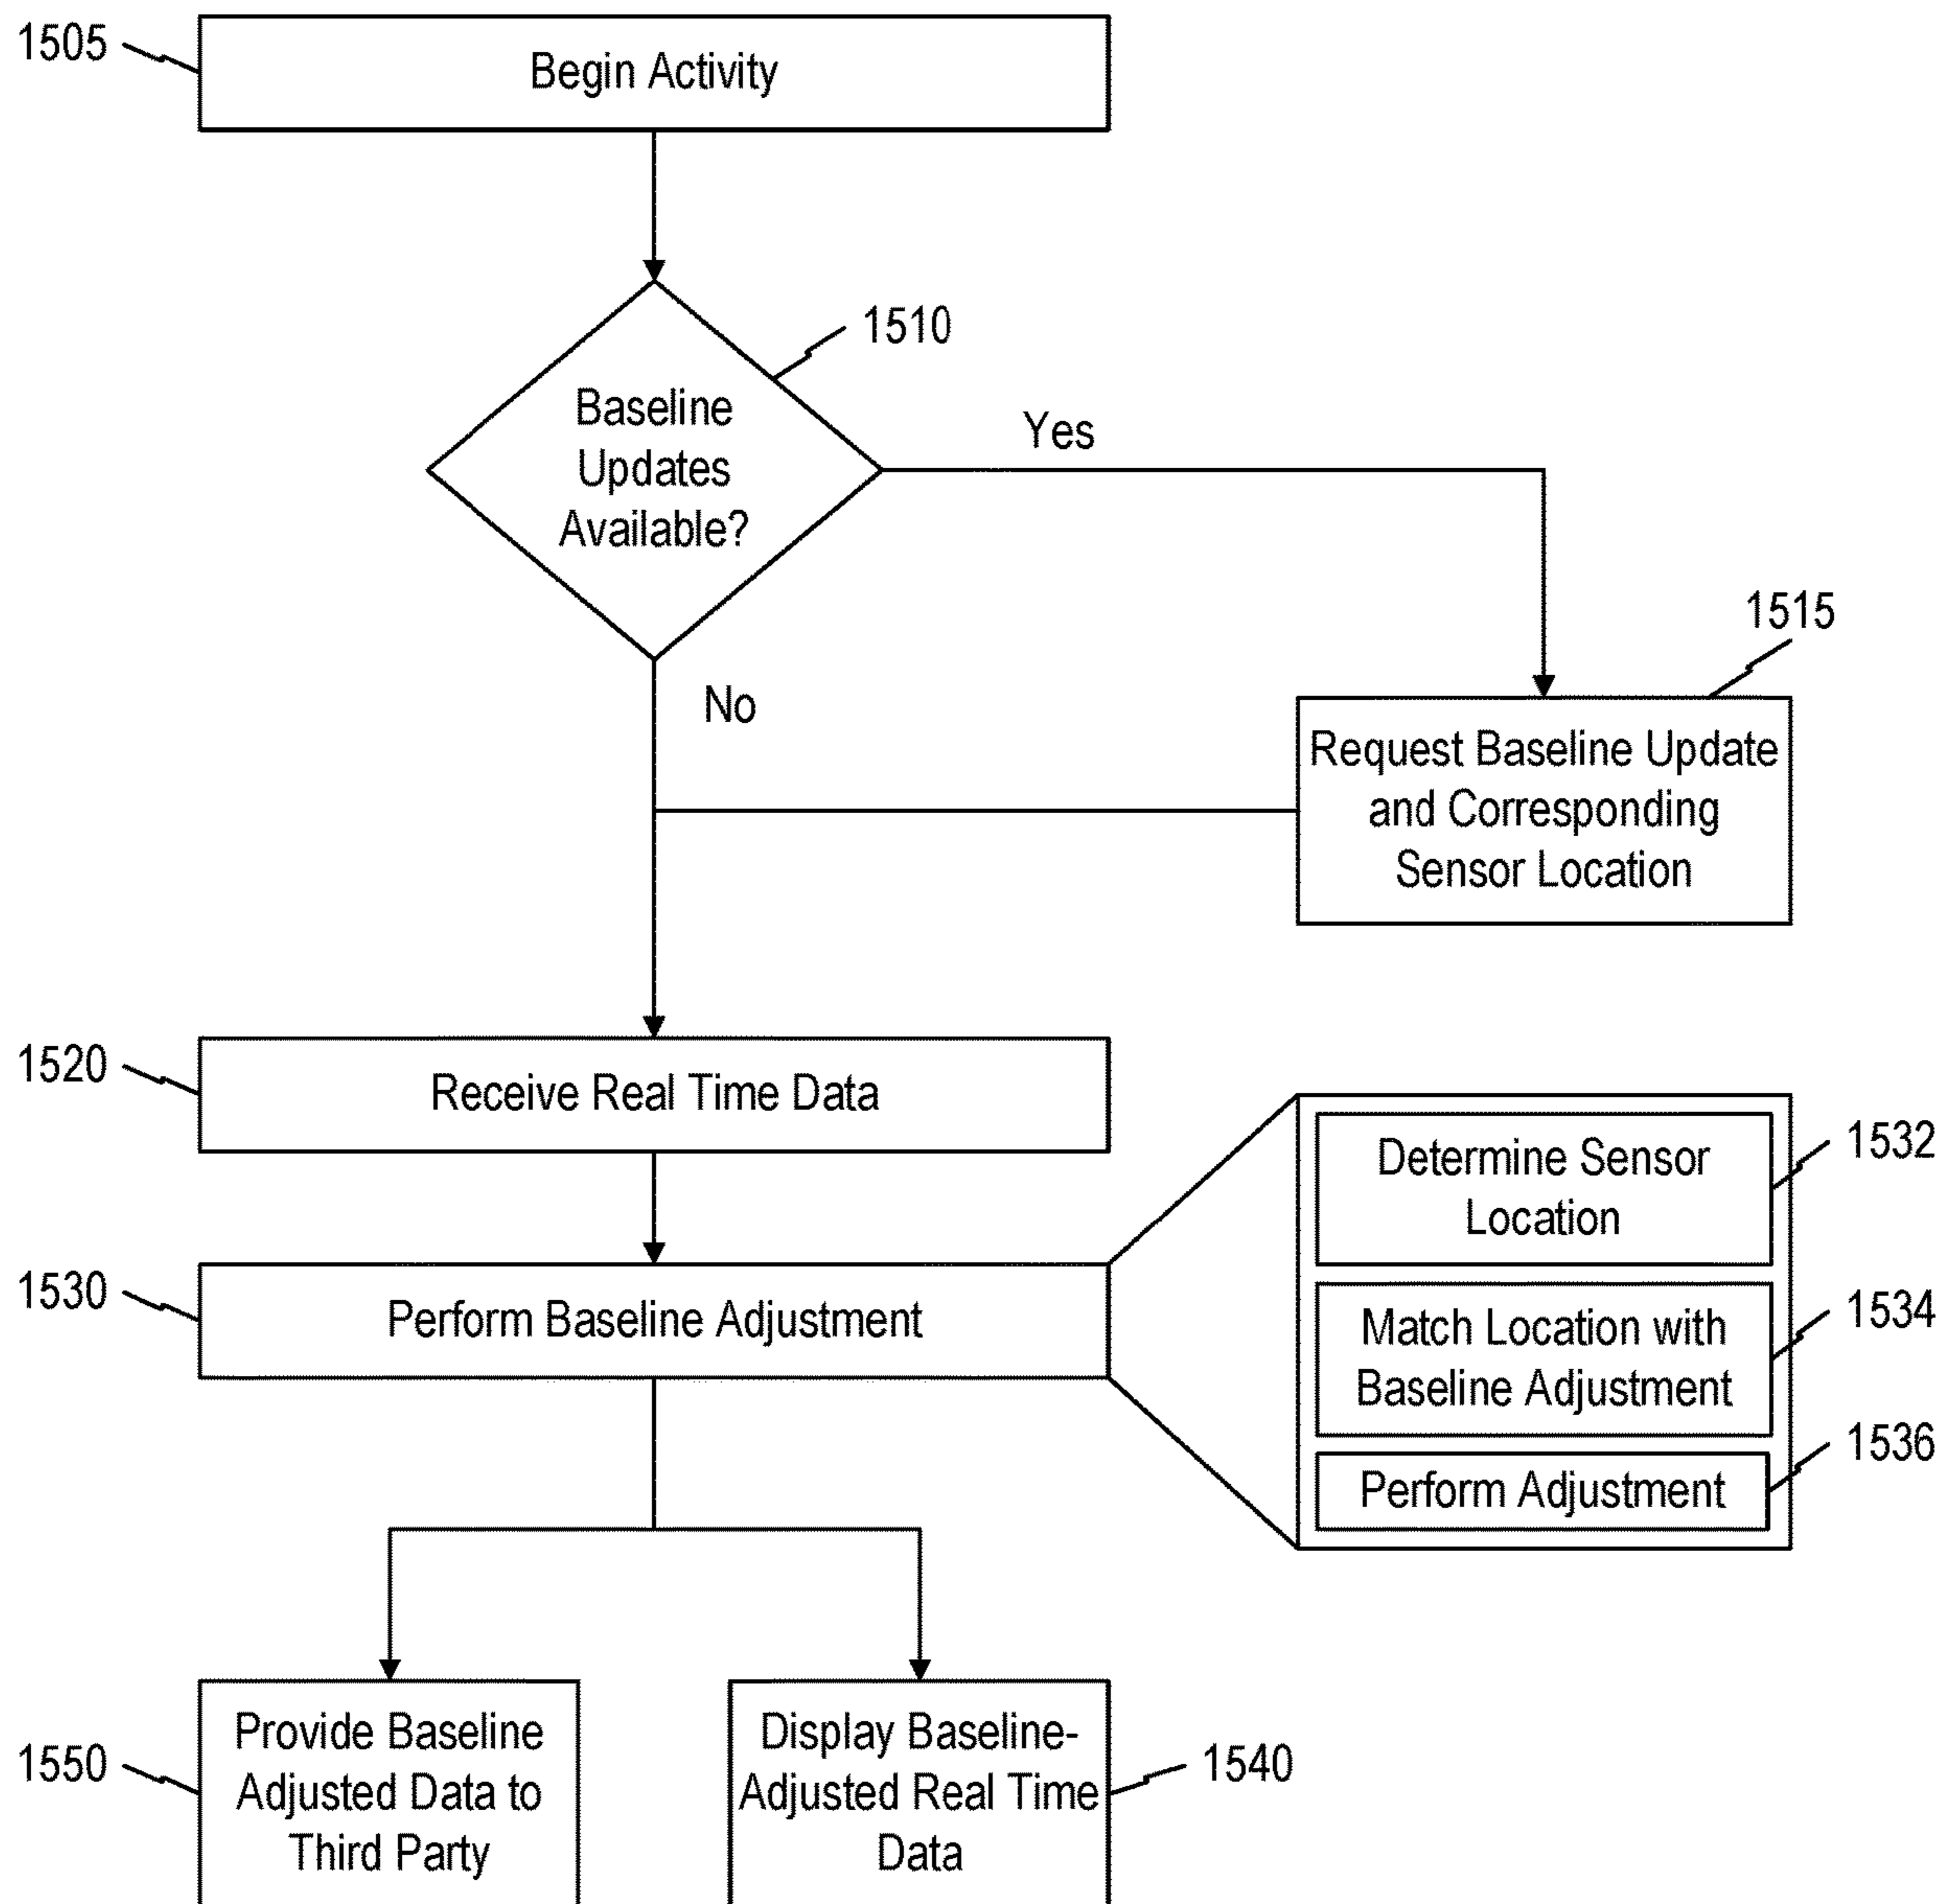 1505
Begin Activity
1510
Baseline
Updates
Available?
Yes
No
1515
Request Baseline Update
and Corresponding
Sensor Location
1520
Receive Real Time Data
1530
Perform Baseline Adjustment
Determine Sensor
Location
1532
Match Location with
Baseline Adjustment
1534
Perform Adjustment
1536
1550
Provide Baseline
Adjusted Data to
Third Party
Display Baseline-
Adjusted Real Time
Data
1540